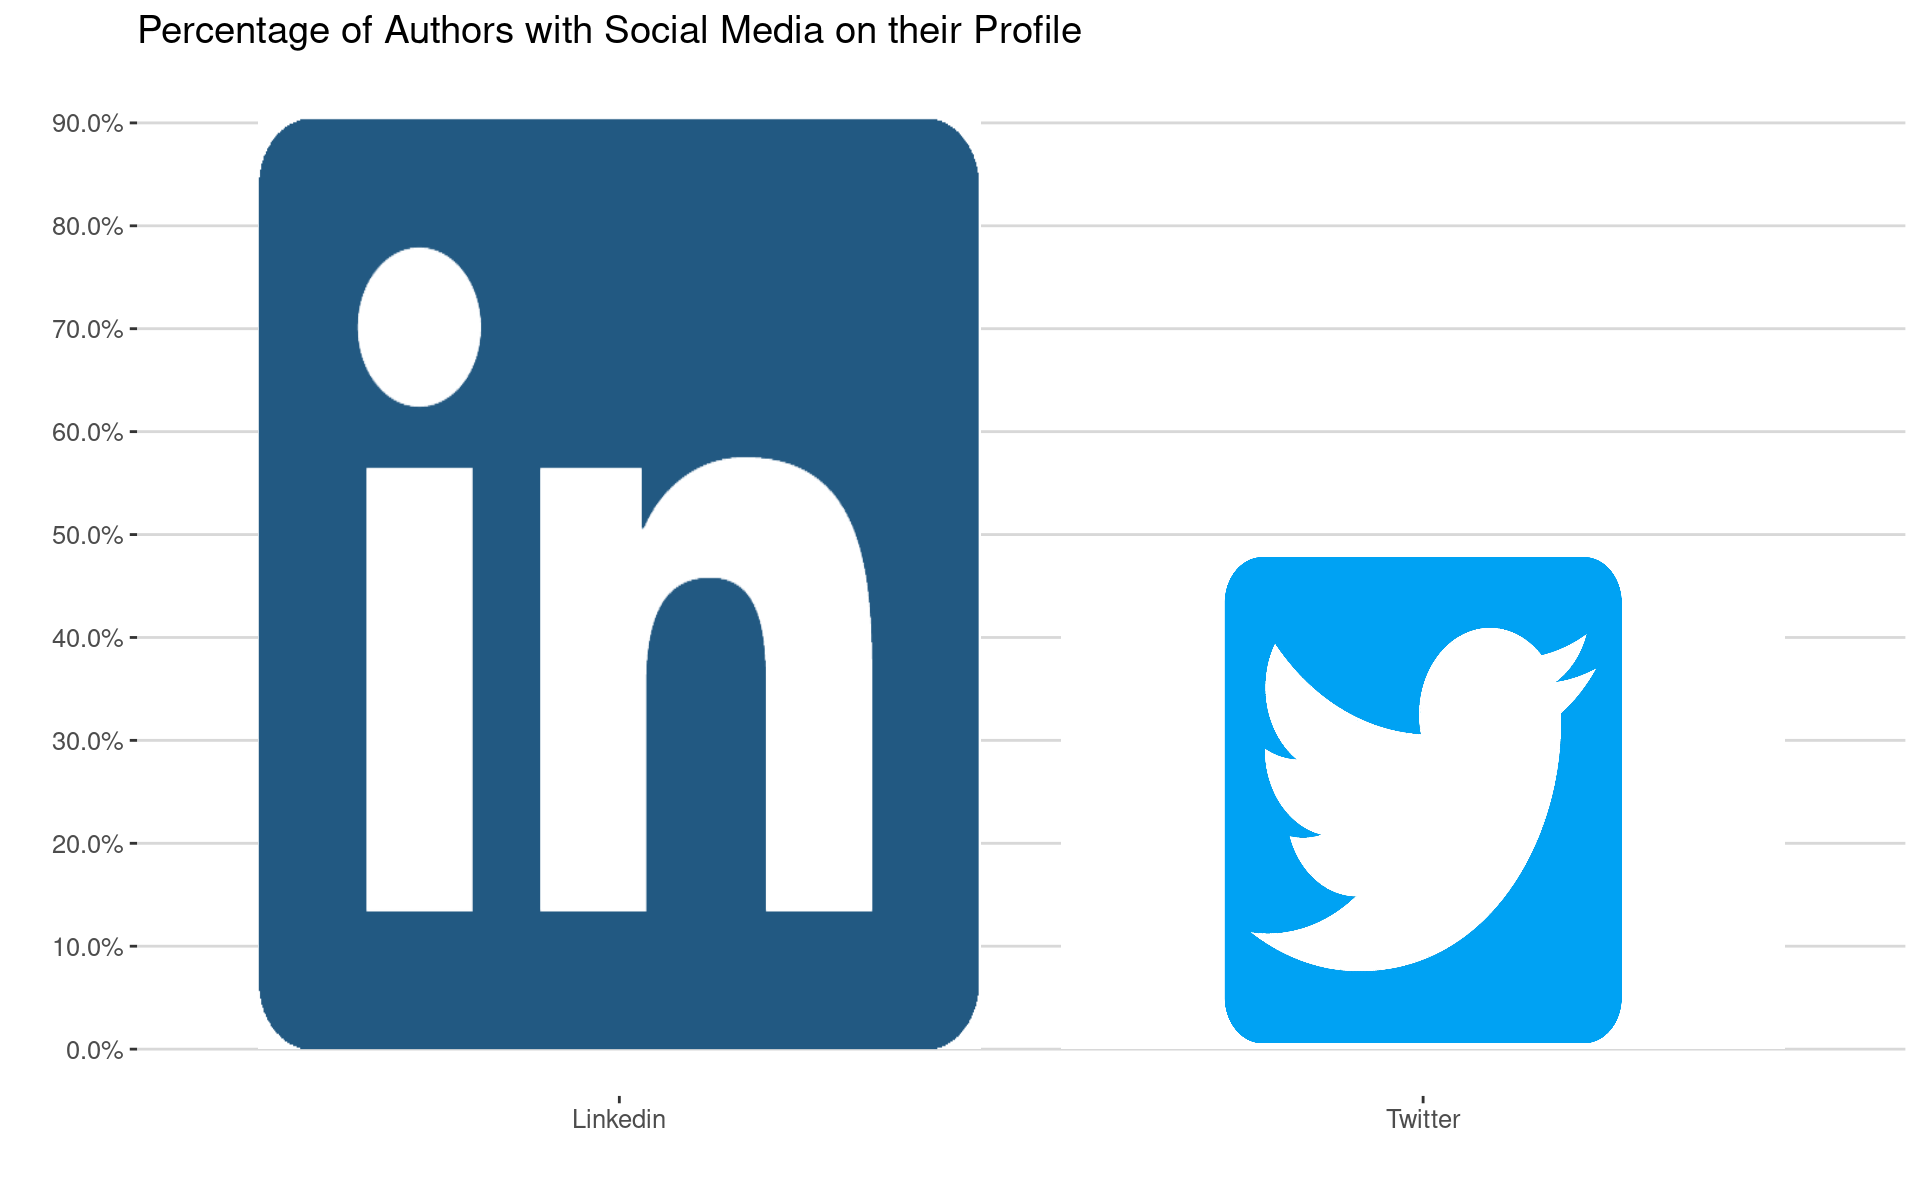 Percentage of Authors with Social Media on their Profile
90.0%
80.0%
70.0%
60.0%
50.0%
40.0%
30.0%
20.0%
10.0%
0.0%
in
Linkedin
Twitter